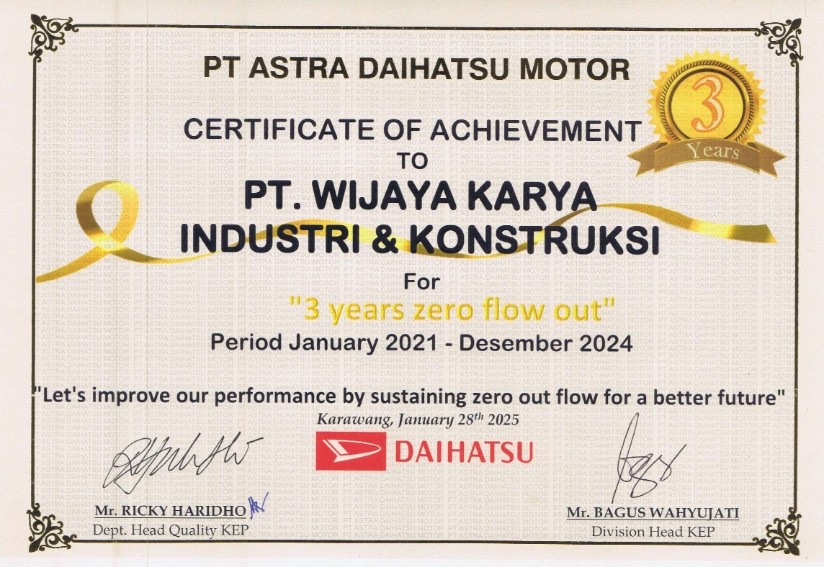 PT ASTRA DAIHATSU MOTOR
3
Years
CERTIFICATE OF ACHIEVEMENT
TO
PT. WIJAYA KARYA
INDUSTRI & KONSTRUKSI
For
"3 years zero flow out"
Period January 2021 - Desember 2024
"Let's improve our performance by sustaining zero out flow for a better future"
Karawang, January 28th 2025
DAIHATSU
Mr. RICKY HARIDHO
Dept. Head Quality KEP
Mr. BAGUS WAHYUJATI
Division Head KEP